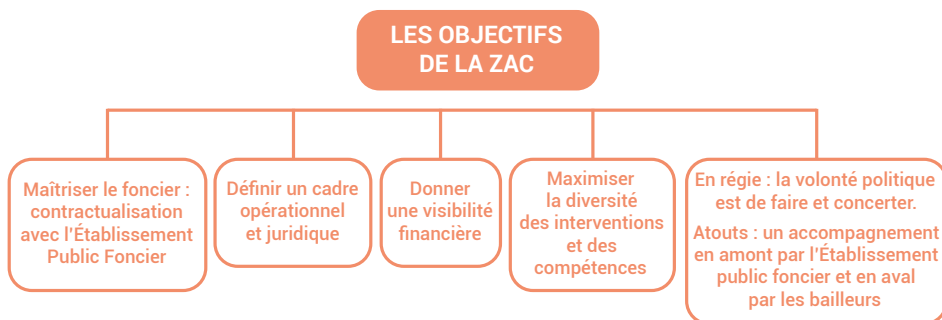 LES OBJECTIFS
DE LA ZAC
Maîtriser le foncier :
contractualisation
avec l'Établissement
Public Foncier
Définir un cadre
opérationnel
et juridique
Donner
une visibilité
financière
Maximiser
la diversité
des interventions
et des
compétences
En régie : la volonté politique
est de faire et concerter.
Atouts : un accompagnement
en amont par l'Établissement
public foncier et en aval
par les bailleurs